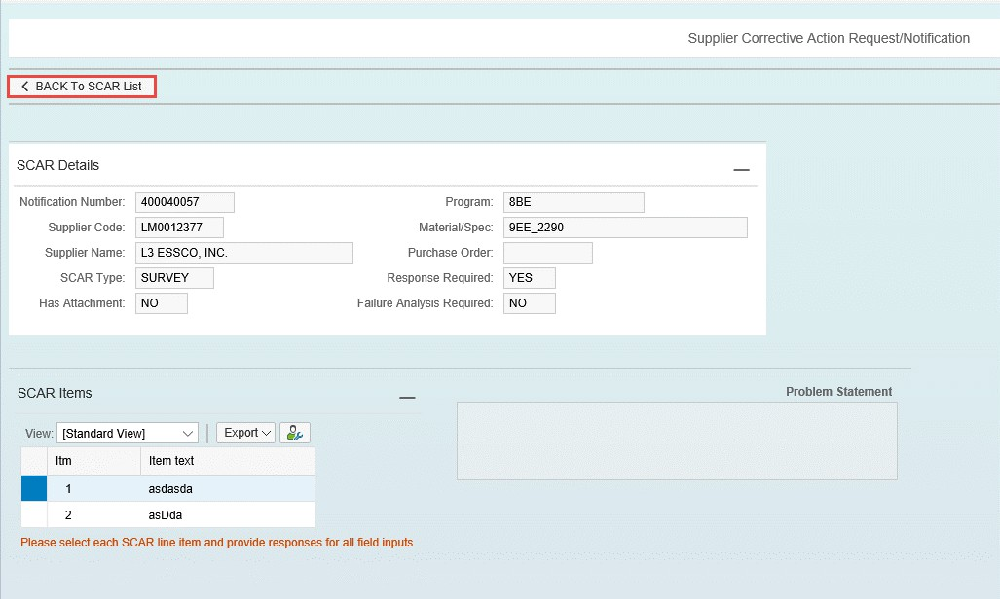 Supplier Corrective Action Request/Notification
BACK To SCAR List
SCAR Details
Notification Number: 400040057 Program: 8BE
Supplier Code: LM0012377 Material/Spec: 9EE_2290
Supplier Name: L3 ESSCO, INC. Purchase Order:
SCAR Type: SURVEY Response Required: YES
Has Attachment: NO Failure Analysis Required: NO
SCAR Items
Problem Statement
View: [Standard View] Export
Itm Item text
1 asdasda
2 asDda
Please select each SCAR line item and provide responses for all field inputs